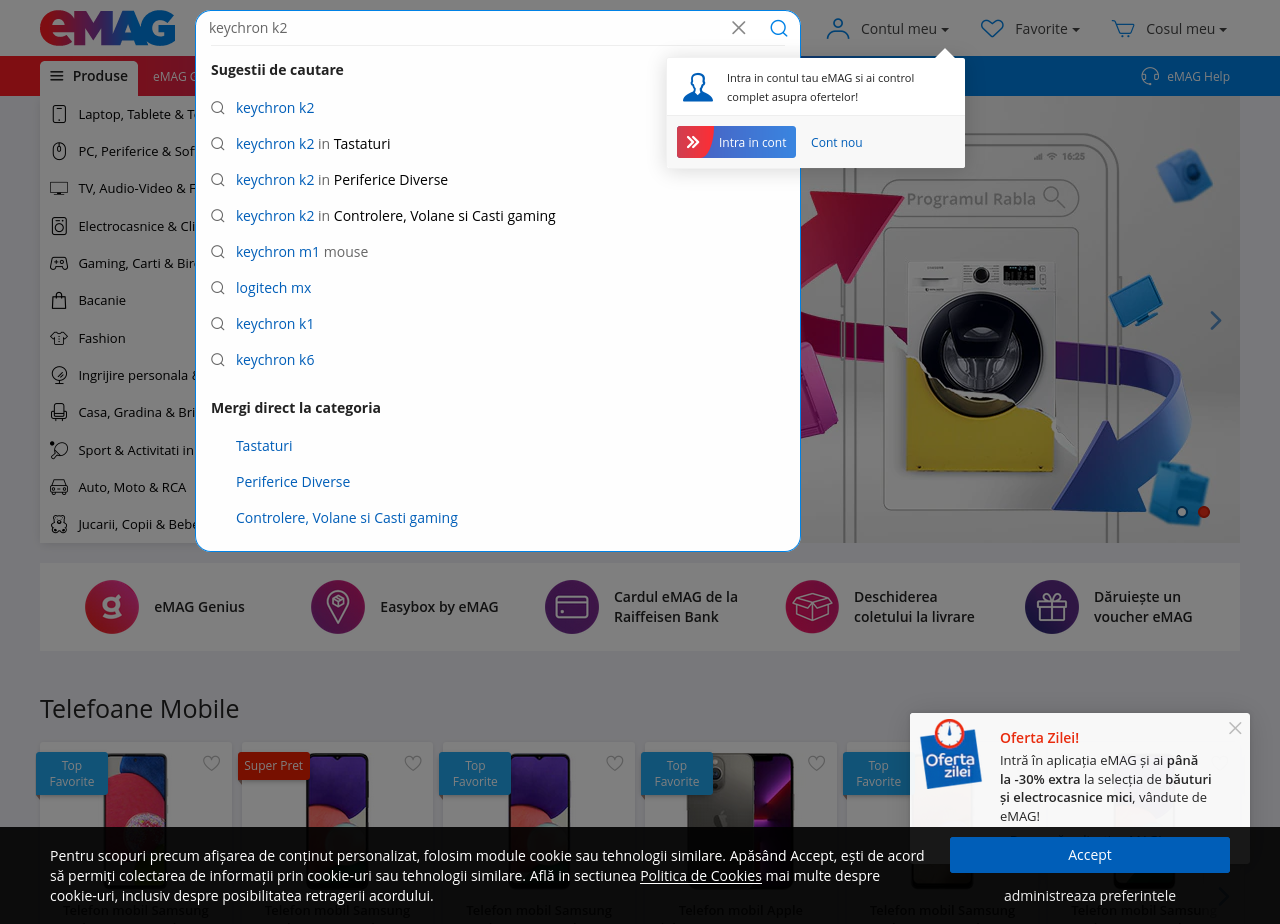 eMAG
keychron k2
Contul meu
Favorite
Cosul meu
Produse
eMAG G
eMAG Help
Sugestii de cautare
keychron k2
keychron k2 in Tastaturi
keychron k2 in Periferice Diverse
keychron k2 in Controlere, Volane si Casti gaming
keychron m1 mouse
logitech mx
keychron k1
keychron k6
Mergi direct la categoria
Tastaturi
Periferice Diverse
Controlere, Volane si Casti gaming
Intra in contul tau eMAG si ai control
complet asupra ofertelor!
Intra in cont
Cont nou
Laptop, Tablete & T
PC, Periferice & Sof
TV, Audio-Video & F
Electrocasnice & Cli
Gaming, Carti & Biro
Bacanie
Fashion
Ingrijire personala &
Casa, Gradina & Bri
Sport & Activitati in
Auto, Moto & RCA
Jucarii, Copii & Bebe
16:25
Programul Rabla
eMAG Genius
Easybox by eMAG
Cardul eMAG de la
Raiffeisen Bank
Deschiderea
coletului la livrare
Dăruiește un
voucher eMAG
Telefoane Mobile
Top
Favorite
Super Pret
Top
Favorite
Top
Favorite
Top
Favorite
Oferta
zilei
Oferta Zilei!
Intră în aplicația eMAG și ai până
la -30% extra la selecția de băuturi
și electrocasnice mici, vândute de
eMAG!
Pentru scopuri precum afișarea de conținut personalizat, folosim module cookie sau tehnologii similare. Apăsând Accept, ești de acord
să permiți colectarea de informații prin cookie-uri sau tehnologii similare. Află in sectiunea Politica de Cookies mai multe despre
cookie-uri, inclusiv despre posibilitatea retragerii acordului.
Accept
administreaza preferintele
Telefon mobil Samsung
Telefon mobil Samsung
Telefon mobil Samsung
Telefon mobil Apple
Telefon mobil Samsung
Telefon mobil Samsu